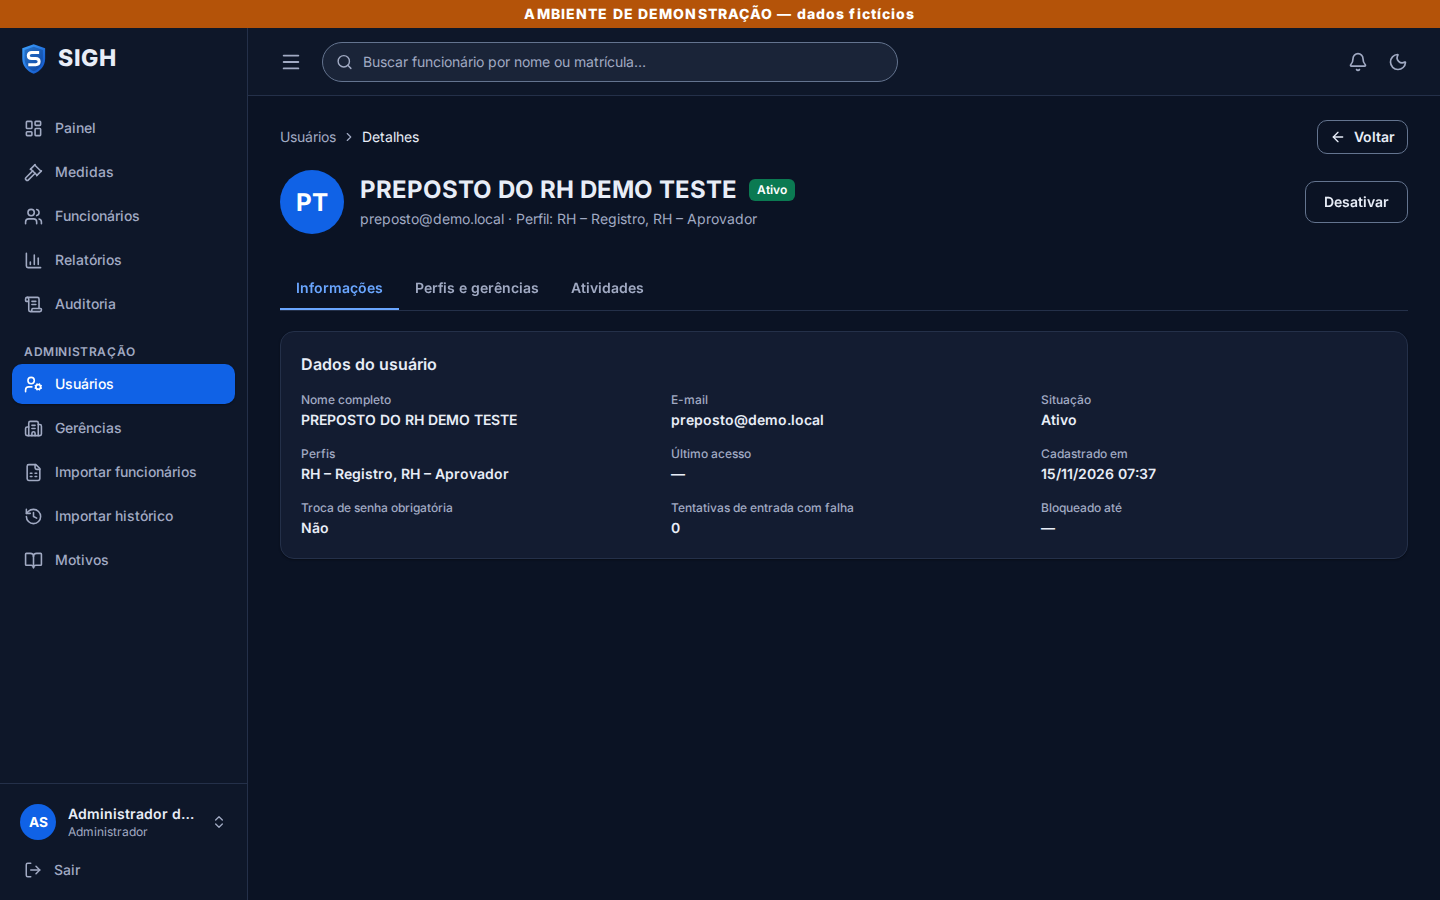 AMBIENTE DE DEMONSTRAÇÃO — dados fictícios
SIGH
Buscar funcionário por nome ou matrícula...
Painel
Medidas
Funcionários
Relatórios
Auditoria
ADMINISTRAÇÃO
Usuários
Gerências
Importar funcionários
Importar histórico
Motivos
Administrador d...
AS
Administrador
Sair
Usuários > Detalhes
Voltar
PT
PREPOSTO DO RH DEMO TESTE Ativo
preposto@demo.local · Perfil: RH – Registro, RH – Aprovador
Desativar
Informações Perfis e gerências Atividades
Dados do usuário
Nome completo E-mail Situação
PREPOSTO DO RH DEMO TESTE preposto@demo.local Ativo
Perfis Último acesso Cadastrado em
RH – Registro, RH – Aprovador — 15/11/2026 07:37
Troca de senha obrigatória Tentativas de entrada com falha Bloqueado até
Não 0 —